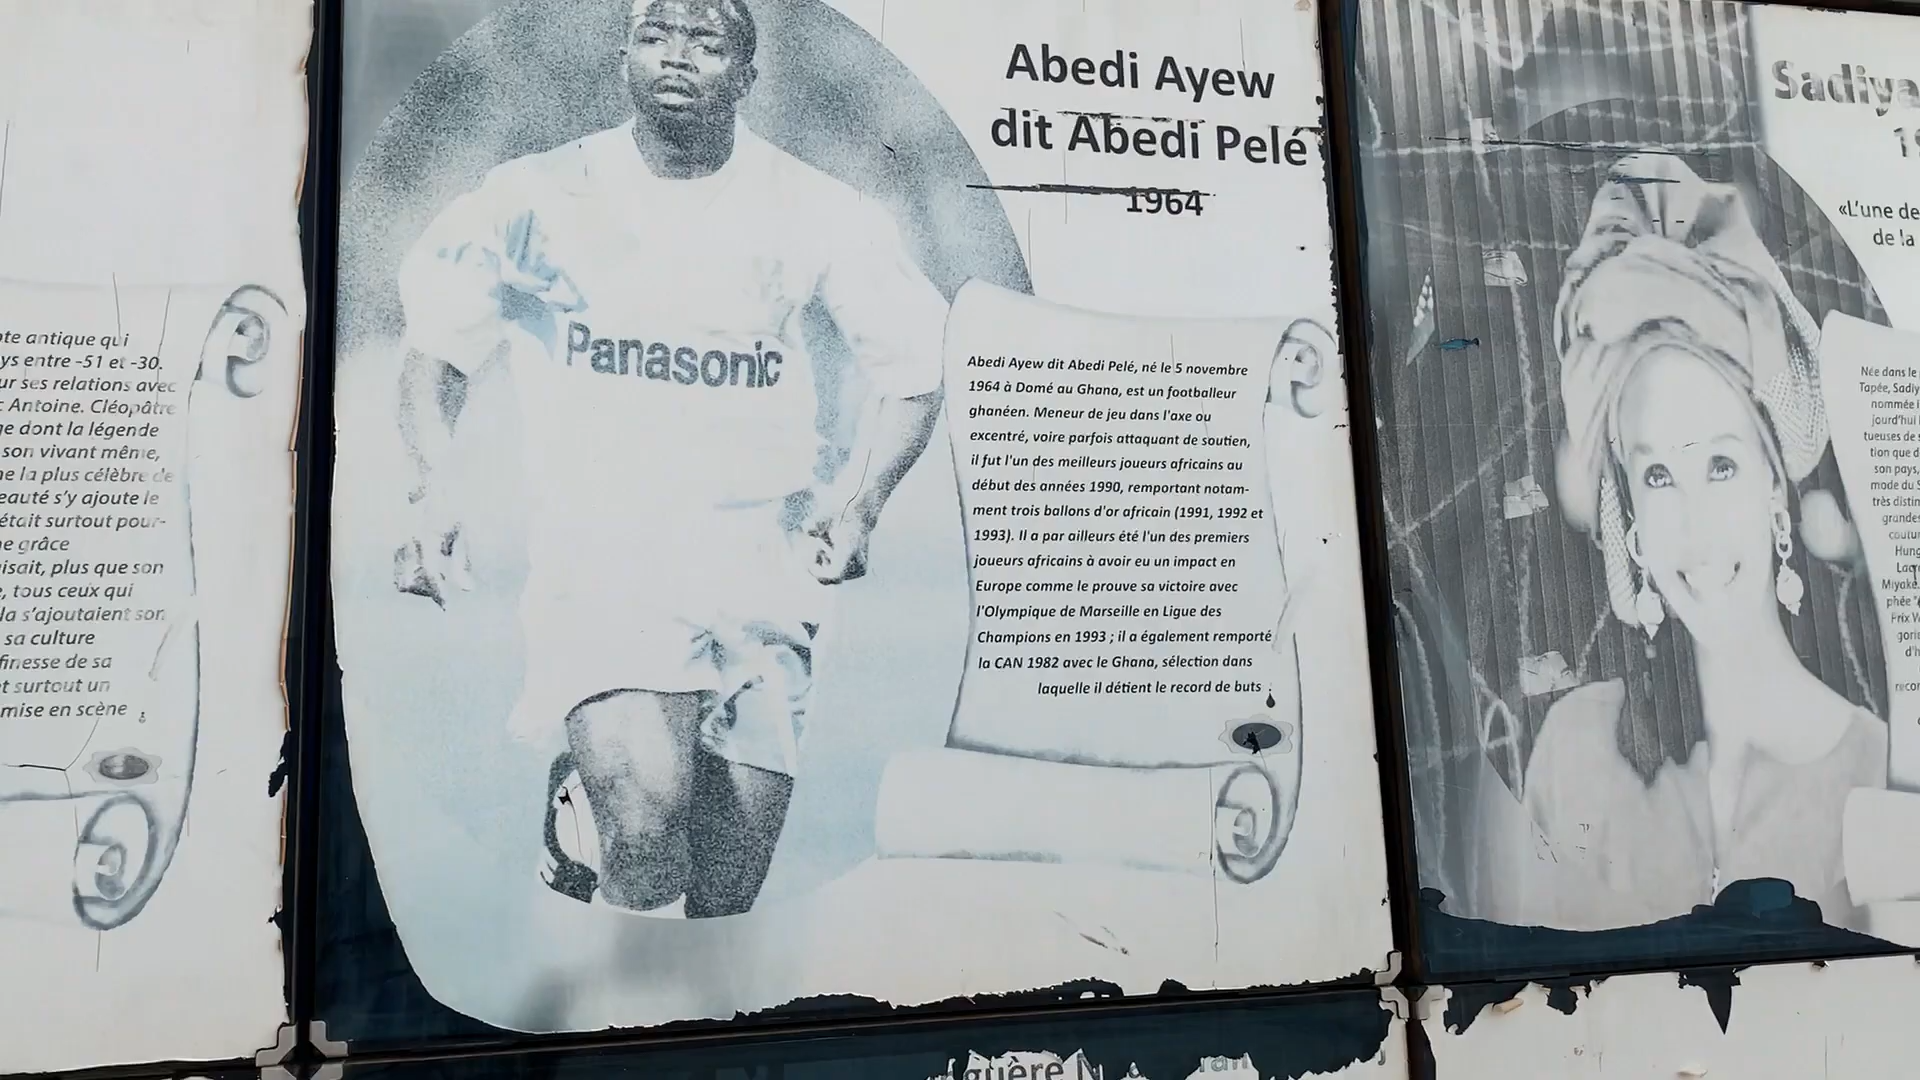 te antique qui
ys entre -51 et -30.
ur ses relations avec
Antoine. Cléopâtre
e dont la légende
son vivant même,
e la plus célèbre de
eauté s'y ajoute le
était surtout pour-
e grâce
isait, plus que son
, tous ceux qui
la s'ajoutaient son
sa culture
finesse de sa
t surtout un
mise en scène
Abedi Ayew
dit Abedi Pelé
1964
Panasonic
Abedi Ayew dit Abedi Pelé, né le 5 novembre
1964 à Domé au Ghana, est un footballeur
ghanéen. Meneur de jeu dans l'axe ou
excentré, voire parfois attaquant de soutien,
il fut l'un des meilleurs joueurs africains au
début des années 1990, remportant notam-
ment trois ballons d'or africain (1991, 1992 et
1993). Il a par ailleurs été l'un des premiers
joueurs africains à avoir eu un impact en
Europe comme le prouve sa victoire avec
l'Olympique de Marseille en Ligue des
Champions en 1993 ; il a également remporté
la CAN 1982 avec le Ghana, sélection dans
laquelle il détient le record de buts
Sadiya
19
«L'une de
de la
Née dans le
Tapée, Sadiy
nommée
jourd'hui
tueuses de
tion que d
son pays,
mode du S
très distin
grandes
coutur
Hung
Miyake
phée
Prix V
gori
d'h
recor
guère N